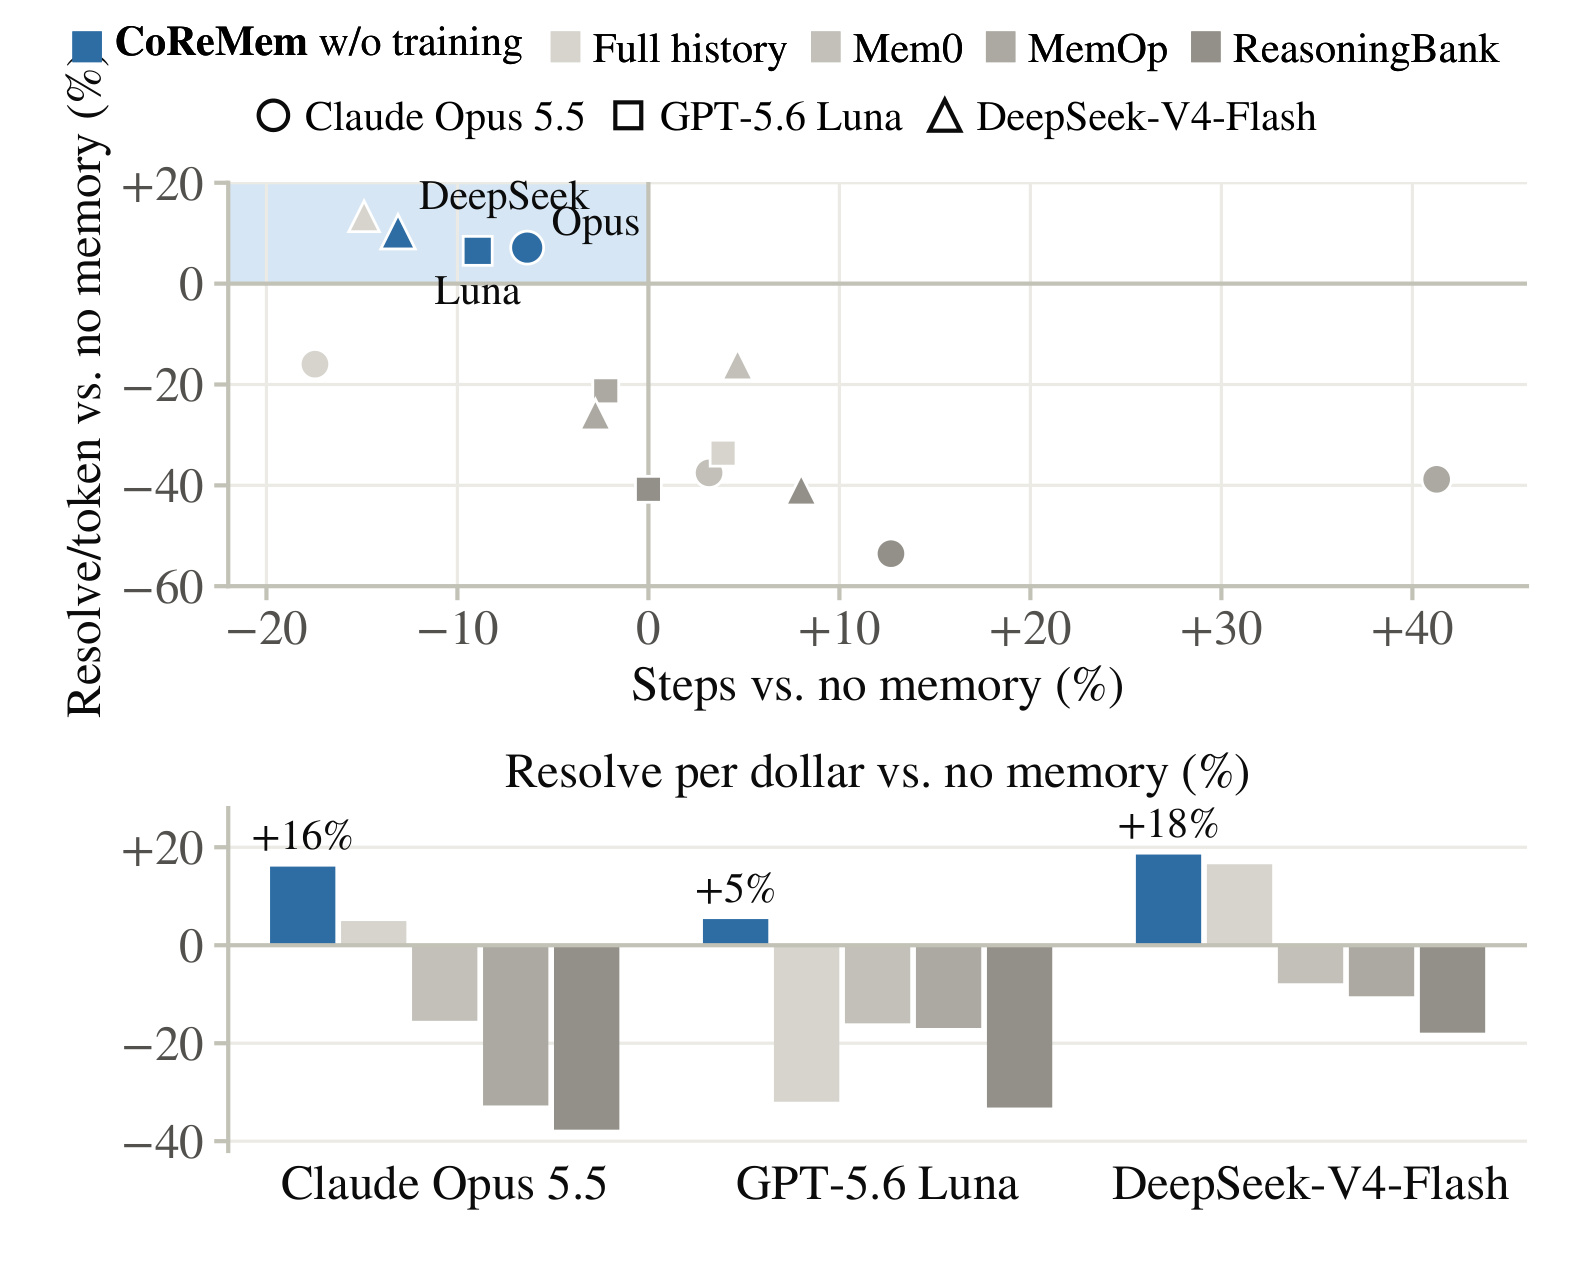 CoReMem w/o training Full history Mem0 MemOp ReasoningBank
Claude Opus 5.5 GPT-5.6 Luna DeepSeek-V4-Flash
Resolve/token vs. no memory (%)
+20
0
−20
−40
−60
DeepSeek
Opus
Luna
−20 −10 0 +10 +20 +30 +40
Steps vs. no memory (%)
Resolve per dollar vs. no memory (%)
+20
0
−20
−40
+16%
+5%
+18%
Claude Opus 5.5 GPT-5.6 Luna DeepSeek-V4-Flash